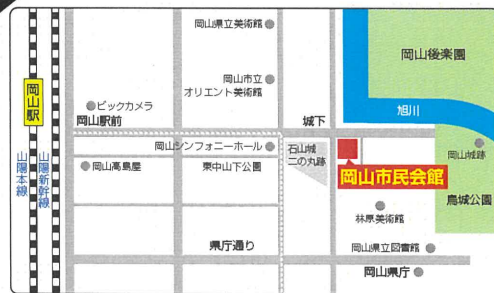 岡山県立美術館
岡山後楽園
岡山市立
オリエント美術館
岡山駅
ビックカメラ
岡山駅前
城下
旭川
岡山シンフォニーホール
石山城
二の丸跡
岡山城跡
山陽本線
山陽新幹線
岡山高島屋
東中山下公園
岡山市民会館
烏城公園
林原美術館
県庁通り
岡山県立図書館
岡山県庁